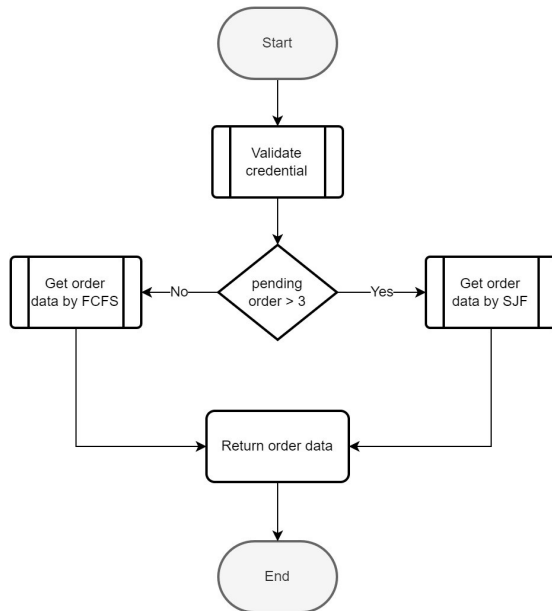 Start
Validate
credential
Get order
data by FCFS
No
pending
order > 3
Yes
Get order
data by SJF
Return order data
End